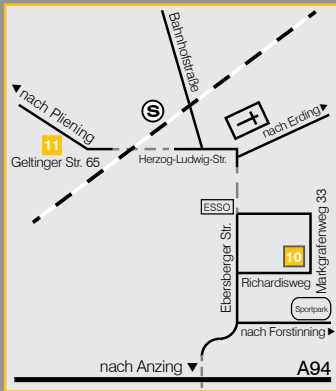 Bahnhofstraße
nach Pliening
S
11
Geltinger Str. 65
Herzog-Ludwig-Str.
nach Erding
ESSO
Ebersberger Str.
Markgrafenweg 33
10
Richardisweg
Sportpark
nach Forstinning
nach Anzing
A94